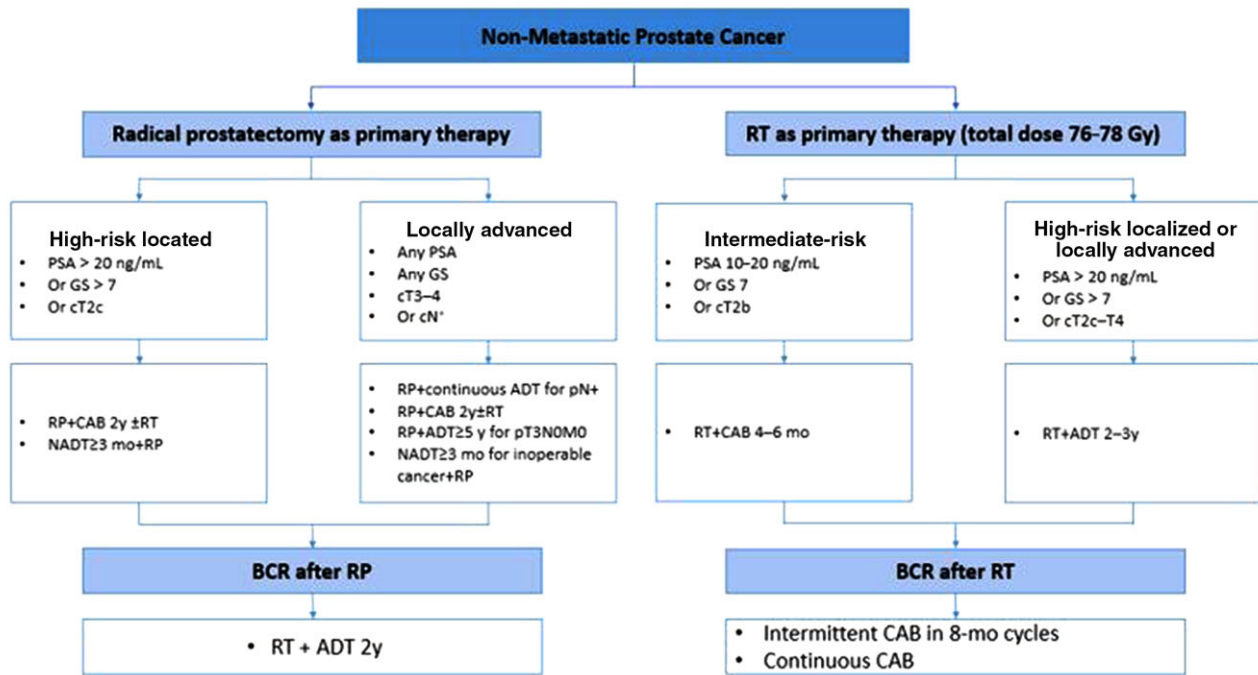 Non-Metastatic Prostate Cancer
Radical prostatectomy as primary therapy
RT as primary therapy (total dose 76–78 Gy)
High-risk located
• PSA > 20 ng/mL
• Or GS > 7
• Or cT2c
Locally advanced
• Any PSA
• Any GS
• cT3–4
• Or cN⁺
Intermediate-risk
• PSA 10–20 ng/mL
• Or GS 7
• Or cT2b
High-risk localized or
locally advanced
• PSA > 20 ng/mL
• Or GS > 7
• Or cT2c–T4
• RP+CAB 2y ±RT
• NADT≥3 mo+RP
• RP+continuous ADT for pN+
• RP+CAB 2y±RT
• RP+ADT≥5 y for pT3N0M0
• NADT≥3 mo for inoperable
cancer+RP
• RT+CAB 4–6 mo
• RT+ADT 2–3y
BCR after RP
BCR after RT
• RT + ADT 2y
• Intermittent CAB in 8-mo cycles
• Continuous CAB